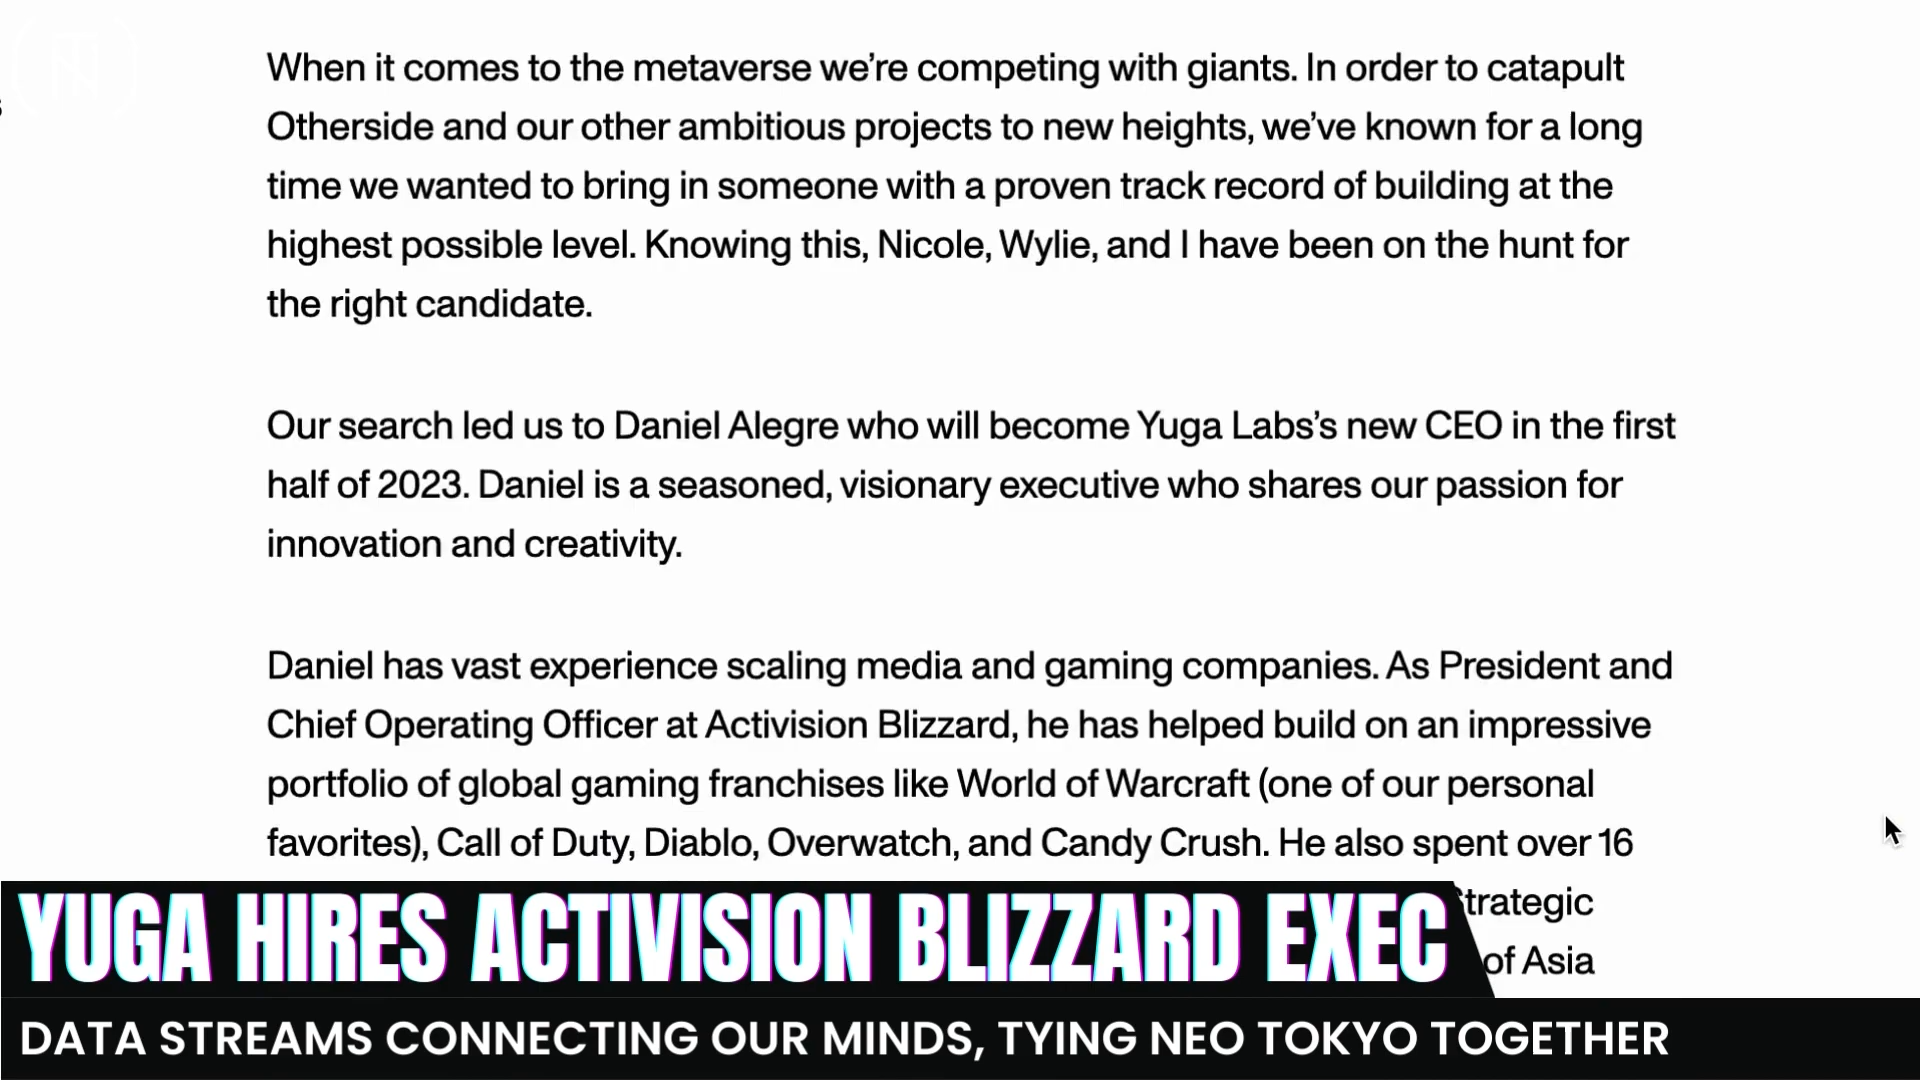 When it comes to the metaverse we’re competing with giants. In order to catapult
Otherside and our other ambitious projects to new heights, we’ve known for a long
time we wanted to bring in someone with a proven track record of building at the
highest possible level. Knowing this, Nicole, Wylie, and I have been on the hunt for
the right candidate.
Our search led us to Daniel Alegre who will become Yuga Labs’s new CEO in the first
half of 2023. Daniel is a seasoned, visionary executive who shares our passion for
innovation and creativity.
Daniel has vast experience scaling media and gaming companies. As President and
Chief Operating Officer at Activision Blizzard, he has helped build on an impressive
portfolio of global gaming franchises like World of Warcraft (one of our personal
favorites), Call of Duty, Diablo, Overwatch, and Candy Crush. He also spent over 16
Strategic
of Asia
YUGA HIRES ACTIVISION BLIZZARD EXEC
DATA STREAMS CONNECTING OUR MINDS, TYING NEO TOKYO TOGETHER